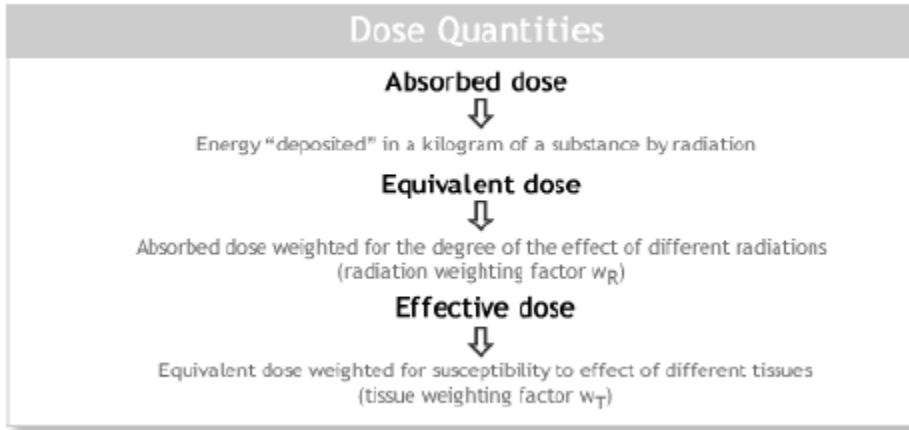 Dose Quantities
Absorbed dose
Energy “deposited” in a kilogram of a substance by radiation
Equivalent dose
Absorbed dose weighted for the degree of the effect of different radiations
(radiation weighting factor wR)
Effective dose
Equivalent dose weighted for susceptibility to effect of different tissues
(tissue weighting factor wT)